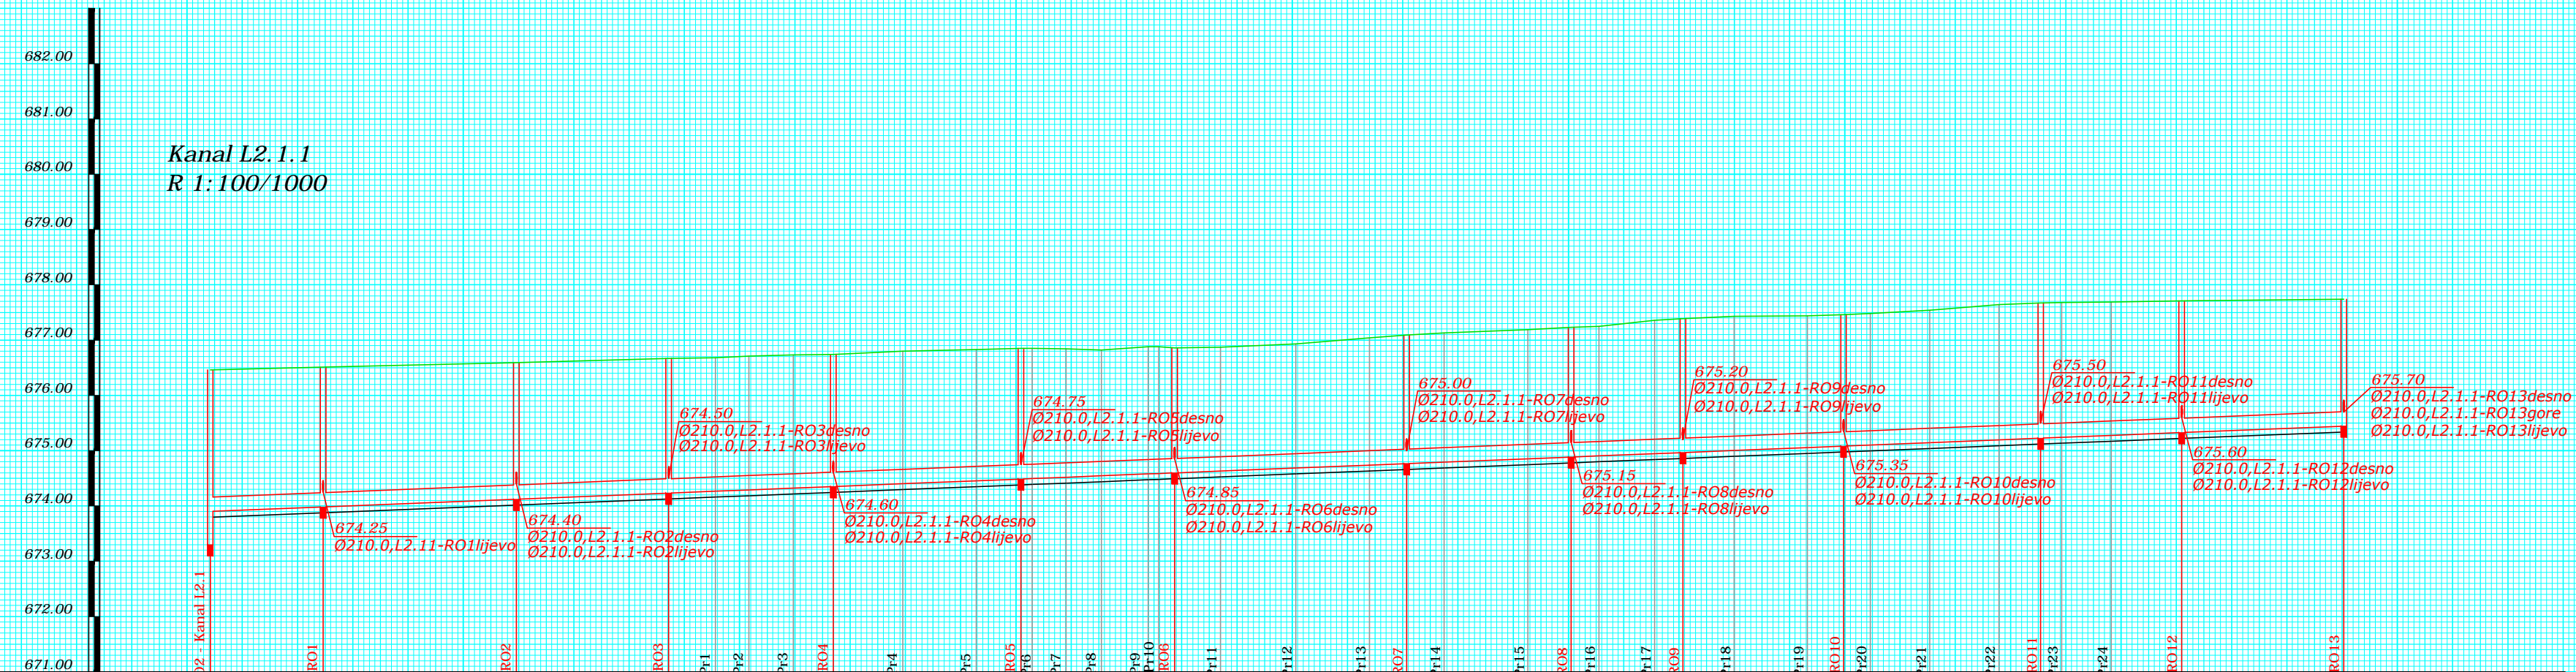 682.00
681.00
680.00
679.00
678.00
677.00
676.00
675.00
674.00
673.00
672.00
671.00
Kanal L2.1.1
R 1:100/1000
674.25
Ø210.0,L2.11-RO1lijevo
674.40
Ø210.0,L2.1.1-RO2desno
Ø210.0,L2.1.1-RO2lijevo
674.50
Ø210.0,L2.1.1-RO3desno
Ø210.0,L2.1.1-RO3lijevo
674.60
Ø210.0,L2.1.1-RO4desno
Ø210.0,L2.1.1-RO4lijevo
674.75
Ø210.0,L2.1.1-RO5desno
Ø210.0,L2.1.1-RO5lijevo
674.85
Ø210.0,L2.1.1-RO6desno
Ø210.0,L2.1.1-RO6lijevo
675.00
Ø210.0,L2.1.1-RO7desno
Ø210.0,L2.1.1-RO7lijevo
675.15
Ø210.0,L2.1.1-RO8desno
Ø210.0,L2.1.1-RO8lijevo
675.20
Ø210.0,L2.1.1-RO9desno
Ø210.0,L2.1.1-RO9lijevo
675.35
Ø210.0,L2.1.1-RO10desno
Ø210.0,L2.1.1-RO10lijevo
675.50
Ø210.0,L2.1.1-RO11desno
Ø210.0,L2.1.1-RO11lijevo
675.60
Ø210.0,L2.1.1-RO12desno
Ø210.0,L2.1.1-RO12lijevo
675.70
Ø210.0,L2.1.1-RO13desno
Ø210.0,L2.1.1-RO13gore
Ø210.0,L2.1.1-RO13lijevo
- Kanal L2.1
RO1
RO2
RO3
Pr1
Pr2
Pr3
RO4
Pr4
Pr5
RO5
Pr6
Pr7
Pr8
Pr9
Pr10
RO6
Pr11
Pr12
Pr13
RO7
Pr14
Pr15
RO8
Pr16
Pr17
RO9
Pr18
Pr19
RO10
Pr20
Pr21
Pr22
RO11
Pr23
Pr24
RO12
RO13